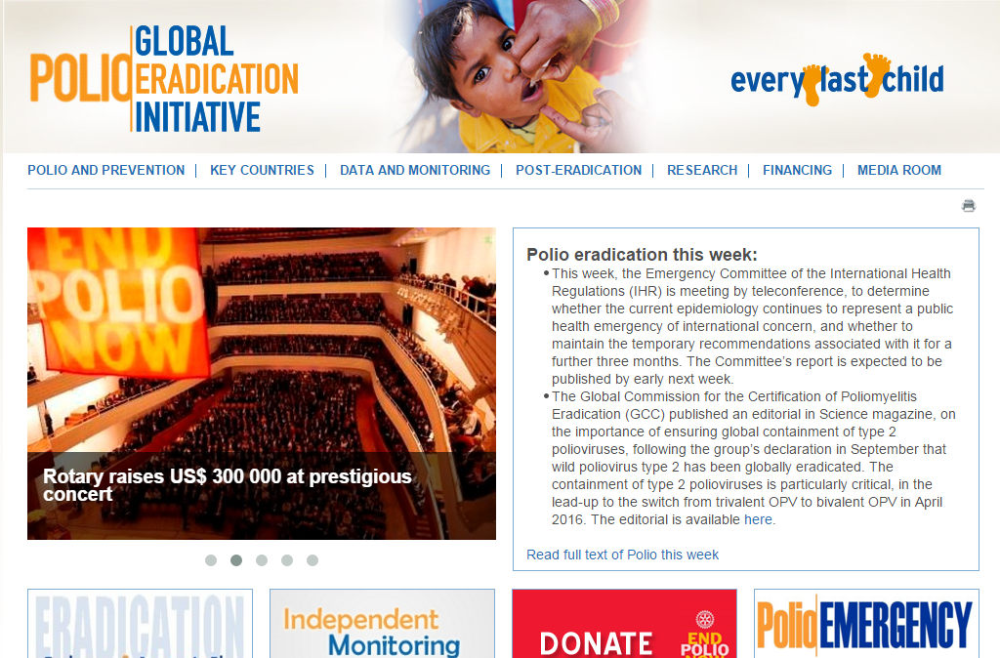 GLOBAL
POLIO ERADICATION
INITIATIVE
every last child
POLIO AND PREVENTION | KEY COUNTRIES | DATA AND MONITORING | POST-ERADICATION | RESEARCH | FINANCING | MEDIA ROOM
END
POLIO
NOW
Rotary raises US$ 300 000 at prestigious
concert
Polio eradication this week:
• This week, the Emergency Committee of the International Health
Regulations (IHR) is meeting by teleconference, to determine
whether the current epidemiology continues to represent a public
health emergency of international concern, and whether to
maintain the temporary recommendations associated with it for a
further three months. The Committee's report is expected to be
published by early next week.
• The Global Commission for the Certification of Poliomyelitis
Eradication (GCC) published an editorial in Science magazine, on
the importance of ensuring global containment of type 2
polioviruses, following the group's declaration in September that
wild poliovirus type 2 has been globally eradicated. The
containment of type 2 polioviruses is particularly critical, in the
lead-up to the switch from trivalent OPV to bivalent OPV in April
2016. The editorial is available here.
Read full text of Polio this week
ERADICATION
Independent
Monitoring
DONATE
END
POLIO
Polio EMERGENCY